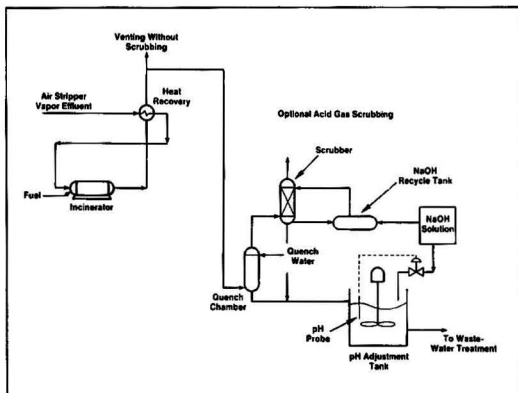 Venting Without
Scrubbing
Air Stripper
Vapor Effluent
Heat
Recovery
Fuel
Incinerator
Optional Acid Gas Scrubbing
Scrubber
NaOH
Recycle Tank
NaOH
Solution
Quench
Water
Quench
Chamber
pH
Probe
pH Adjustment
Tank
To Waste-
Water Treatment